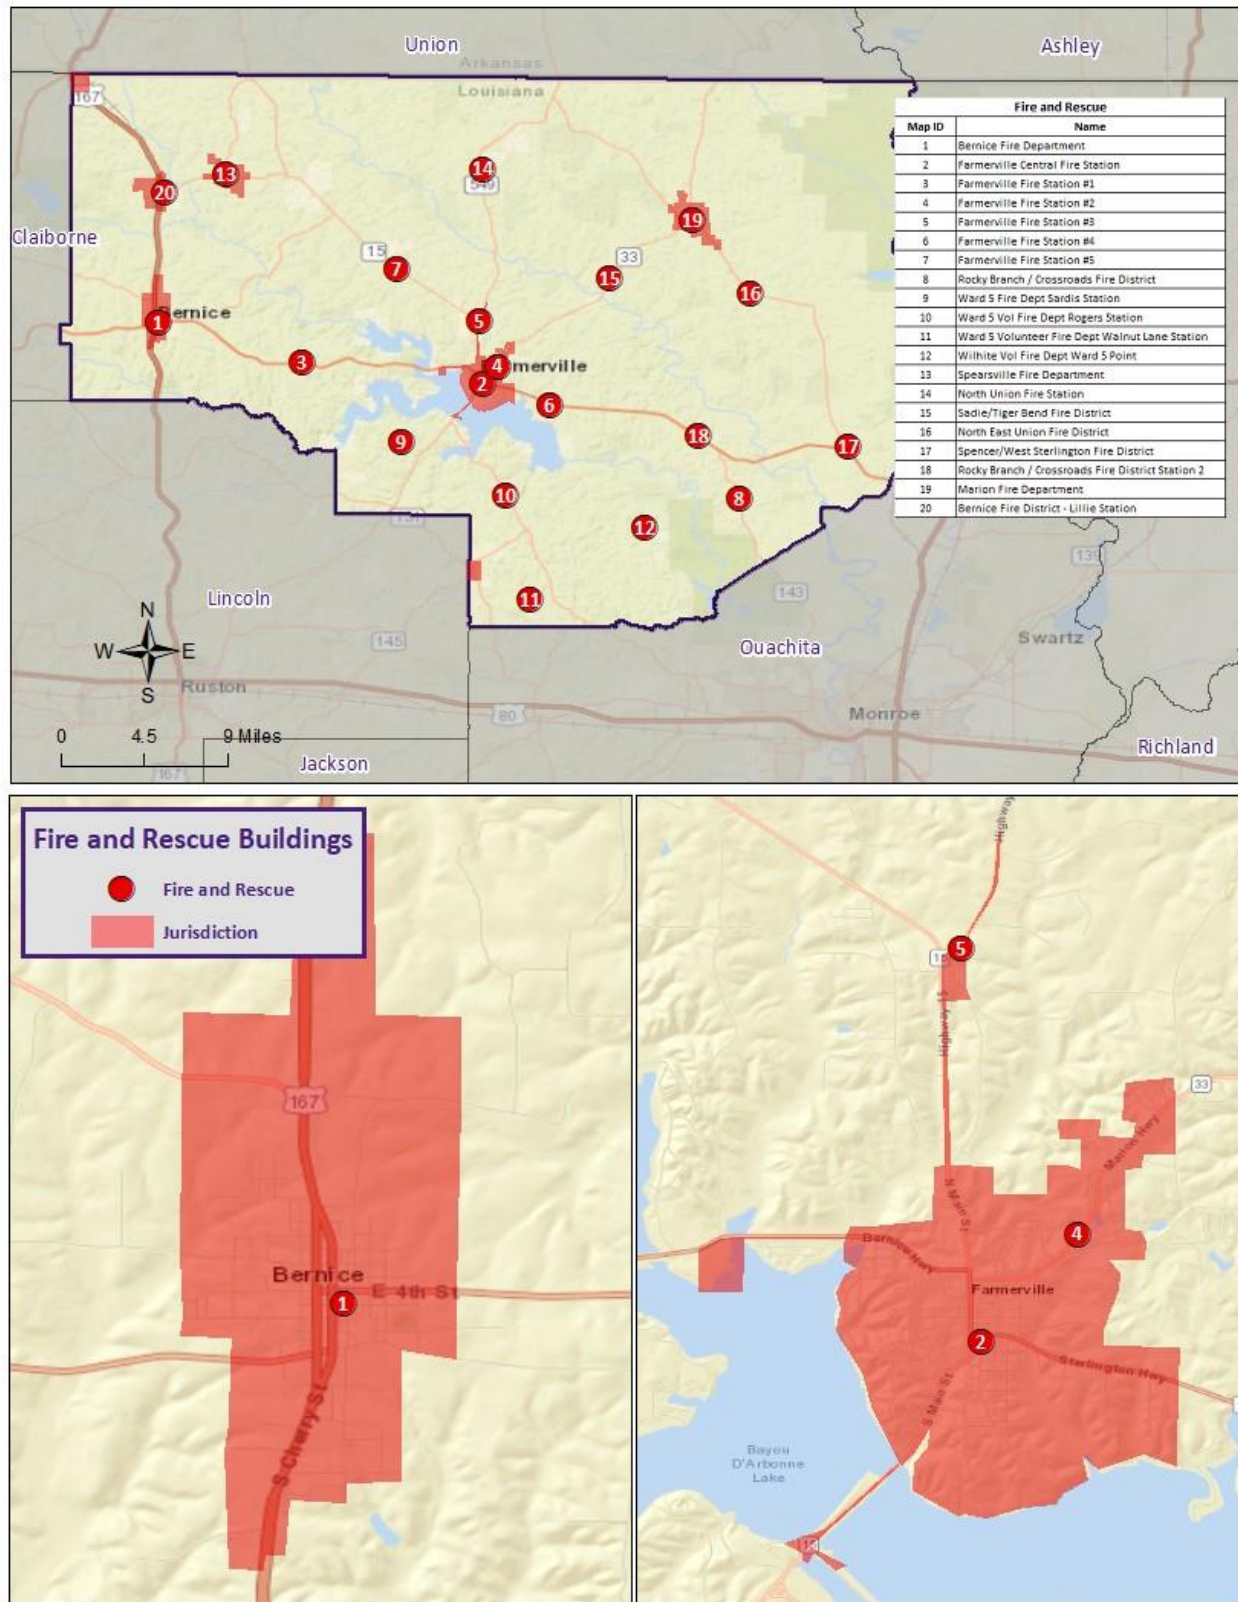 Union
Ashley
Arkansas
Louisiana
167
Fire and Rescue
Map ID Name
1 Bernice Fire Department
2 Farmerville Central Fire Station
3 Farmerville Fire Station #1
4 Farmerville Fire Station #2
5 Farmerville Fire Station #3
6 Farmerville Fire Station #4
7 Farmerville Fire Station #5
8 Rocky Branch / Crossroads Fire District
9 Ward 5 Fire Dept Sardis Station
10 Ward 5 Vol Fire Dept Rogers Station
11 Ward 5 Volunteer Fire Dept Walnut Lane Station
12 Wilhite Vol Fire Dept Ward 5 Point
13 Spearsville Fire Department
14 North Union Fire Station
15 Sadie/Tiger Bend Fire District
16 North East Union Fire District
17 Spencer/West Sterlington Fire District
18 Rocky Branch / Crossroads Fire District Station 2
19 Marion Fire Department
20 Bernice Fire District - Lillie Station
14
13
549
20
19
Claiborne
15
33
7
15
16
Bernice
1
5
3
4
merville
2
6
9
18
17
10
8
12
139
Lincoln
11
143
N
W E
S
145
Ouachita
Swartz
Ruston
80
Monroe
0 4.5 9 Miles
Richland
167
Jackson
Fire and Rescue Buildings
Fire and Rescue
Jurisdiction
167
Bernice
E 4th St
1
S Cherry St
Highway
5
15
Highway 15
33
Marion Hwy
N Main St
4
Bernice Hwy
Farmerville
2
Sterlington Hwy
S Main St
Bayou
D'Arbonne
Lake